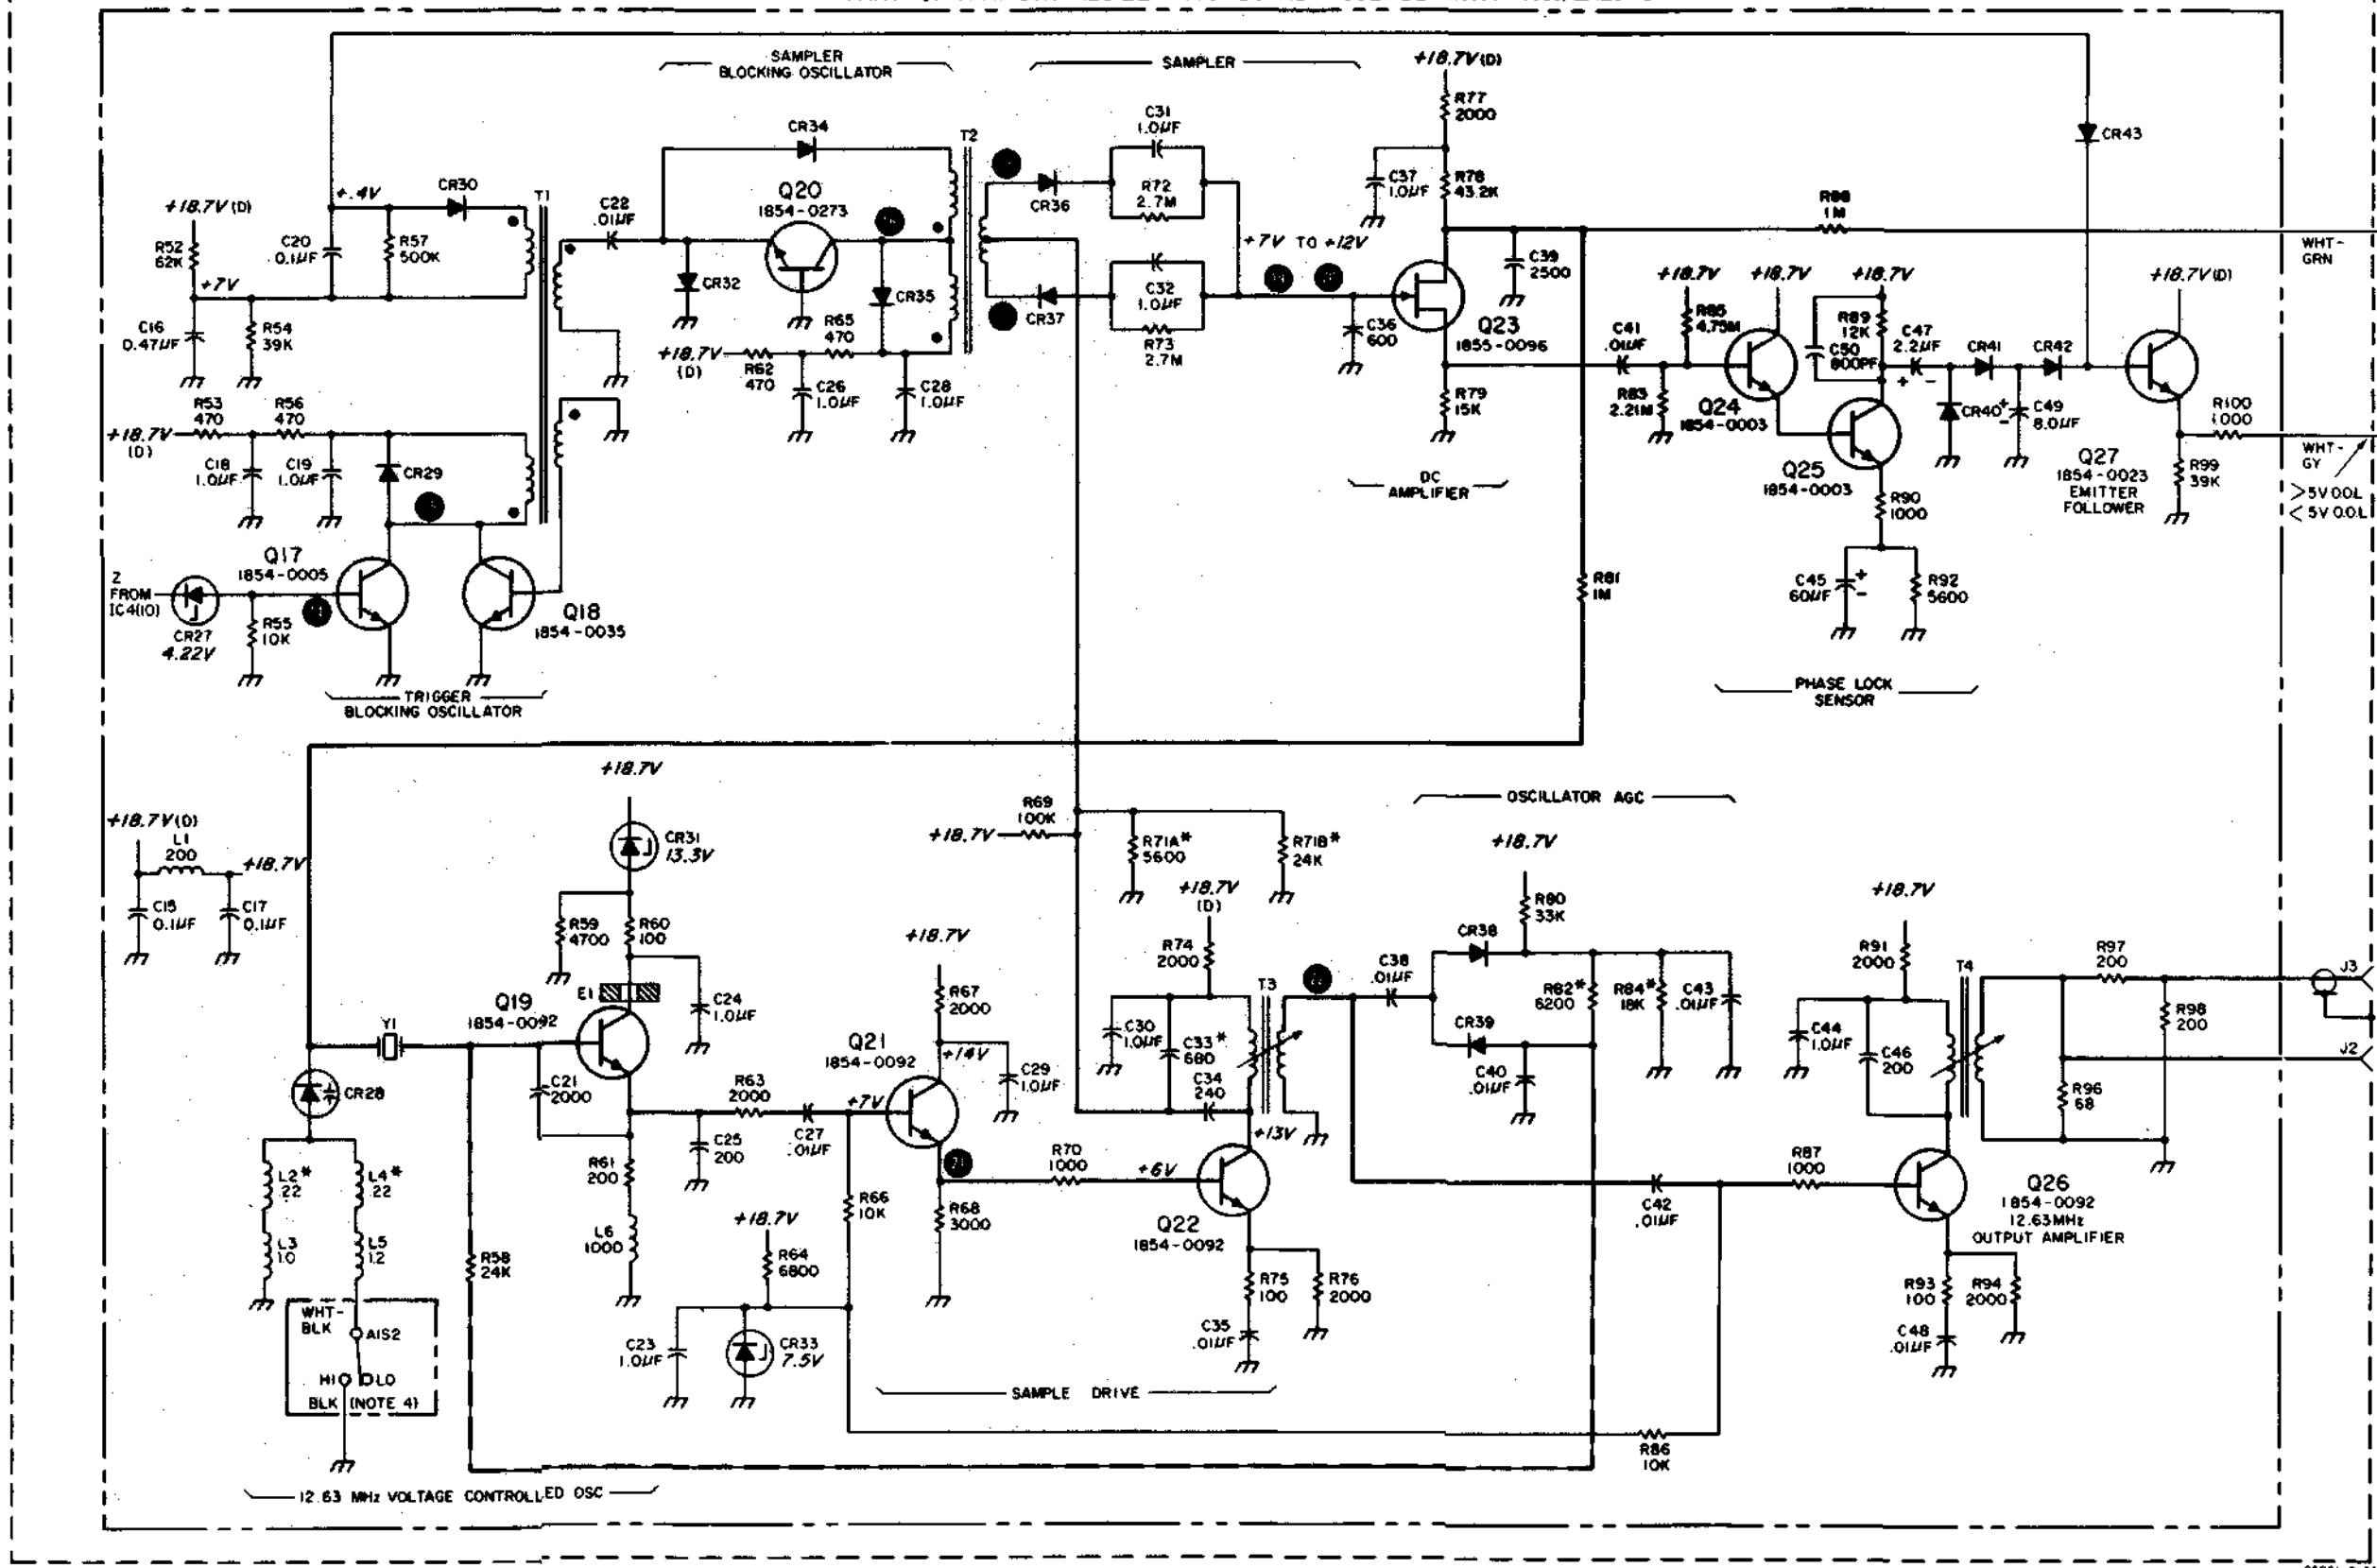 SAMPLER
BLOCKING OSCILLATOR
SAMPLER
+18.7V(D)
R77
2000
C31
1.0UF
CR34
T2
CR43
C37
1.0UF
R78
43.2K
+.4V
CR30
T1
C22
.01UF
Q20
1854-0273
R72
2.7M
CR36
1M
+18.7V(D)
R52
62K
C20
0.1UF
R57
500K
+7V
+7V TO +12V
C39
2500
WHT-
GRN
CR32
CR35
C32
1.0UF
CR37
+18.7V
+18.7V
+18.7V
+18.7V(D)
C16
0.47UF
R54
39K
R65
470
+18.7V
(D)
R62
470
C26
1.0UF
C28
1.0UF
R73
2.7M
C36
600
Q23
1855-0096
C41
.01UF
R85
4.75M
R89
12K
C50
800PF
C47
2.2UF
+ -
CR41
CR42
R53
470
R56
470
+18.7V
(D)
C18
1.0UF
C19
1.0UF
CR29
R79
15K
R83
2.21M
Q24
1854-0003
CR40
+
-
C49
8.0UF
R100
1000
Q25
1854-0003
Q27
1854-0023
EMITTER
FOLLOWER
R99
39K
WHT-
GY
>5V OOL
<5V OOL
DC
AMPLIFIER
R90
1000
Z
FROM
IC4(10)
Q17
1854-0005
CR27
4.22V
R55
10K
Q18
1854-0035
R81
1M
C45
60UF
+
-
R92
5600
TRIGGER
BLOCKING OSCILLATOR
PHASE LOCK
SENSOR
+18.7V
OSCILLATOR AGC
+18.7V(D)
L1
200
+18.7V
C15
0.1UF
C17
0.1UF
CR31
13.3V
R69
100K
+18.7V
R71A*
5600
R71B*
24K
+18.7V
R59
4700
R60
100
+18.7V
(D)
R80
33K
+18.7V
+18.7V
R74
2000
CR38
C38
.01UF
R91
2000
R97
200
J3
E1
Q19
1854-0092
C24
1.0UF
R67
2000
T3
R82*
6200
R84*
18K
C43
.01UF
T4
R98
200
Y1
Q21
1854-0092
+14V
C30
1.0UF
C33*
680
CR39
C44
1.0UF
C46
200
J2
CR28
C21
2000
R63
2000
+7V
C29
1.0UF
C34
240
C40
.01UF
R96
68
C27
.01UF
C25
200
+13V
R61
200
R70
1000
+6V
R87
1000
L2*
.22
L4*
.22
R66
10K
R68
3000
Q22
1854-0092
C42
.01UF
Q26
1854-0092
12.63MHz
OUTPUT AMPLIFIER
L3
1.0
L5
1.2
L6
1000
+18.7V
R58
24K
R64
6800
R75
100
R76
2000
R93
100
R94
2000
WHT-
BLK
A1S2
C23
1.0UF
CR33
7.5V
C35
.01UF
C48
.01UF
HI
LO
BLK (NOTE 4)
SAMPLE DRIVE
R86
10K
12.63 MHz VOLTAGE CONTROLLED OSC